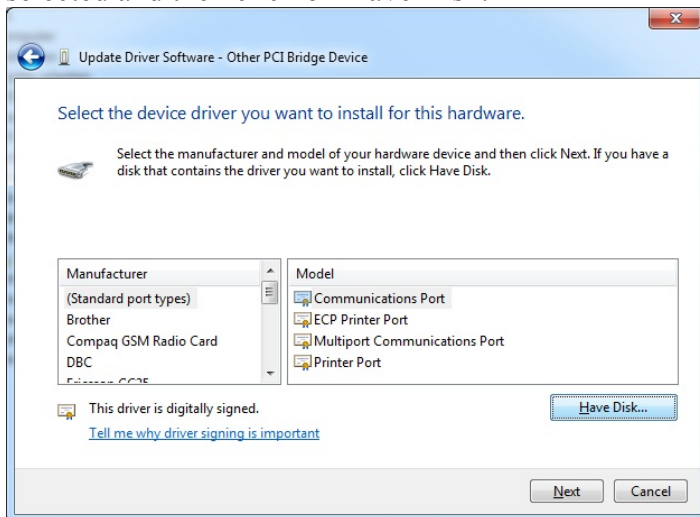 Update Driver Software - Other PCI Bridge Device
Select the device driver you want to install for this hardware.
Select the manufacturer and model of your hardware device and then click Next. If you have a
disk that contains the driver you want to install, click Have Disk.
Manufacturer
(Standard port types)
Brother
Compaq GSM Radio Card
DBC
Model
Communications Port
ECP Printer Port
Multiport Communications Port
Printer Port
This driver is digitally signed.
Tell me why driver signing is important
Have Disk...
Next
Cancel